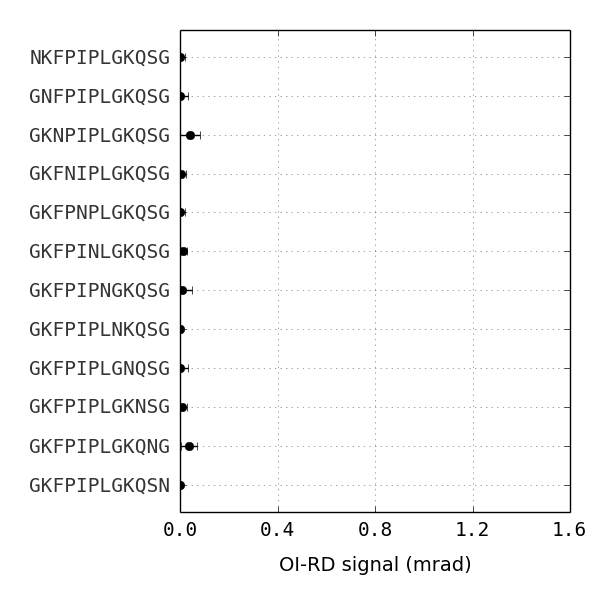 NKFPIPLGKQSG
GNFPIPLGKQSG
GKNPIPLGKQSG
GKFNIPLGKQSG
GKFPNPLGKQSG
GKFPINLGKQSG
GKFPIPNGKQSG
GKFPIPLNKQSG
GKFPIPLGNQSG
GKFPIPLGKNSG
GKFPIPLGKQNG
GKFPIPLGKQSN
0.0 0.4 0.8 1.2 1.6
OI-RD signal (mrad)